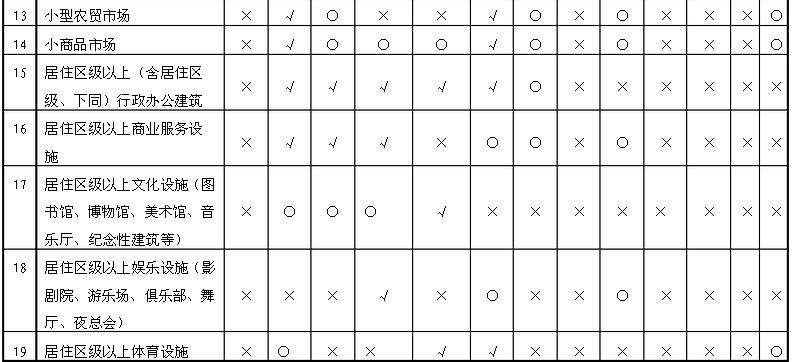 13 小型农贸市场 × √ ○ × × √ ○ × ○ × × × ○
14 小商品市场 × √ ○ ○ ○ √ ○ × ○ × × × ○
15 居住区级以上（含居住区
级、下同）行政办公建筑 × √ √ √ √ √ ○ × × × × × ×
16 居住区级以上商业服务设
施 × √ √ √ × ○ ○ × ○ × × × ×
17 居住区级以上文化设施（图
书馆、博物馆、美术馆、音 × ○ ○ ○ √ × × × × × × × ×
乐厅、纪念性建筑等）
18 居住区级以上娱乐设施（影
剧院、游乐场、俱乐部、舞 × × × √ × ○ × × ○ × × × ×
厅、夜总会）
19 居住区级以上体育设施 × ○ × × √ √ × × × × × × ○